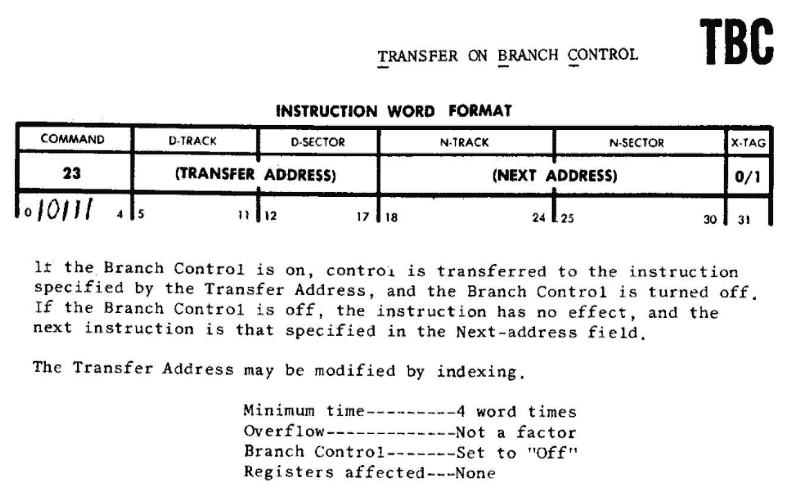 TBC
TRANSFER ON BRANCH CONTROL
INSTRUCTION WORD FORMAT
COMMAND D-TRACK D-SECTOR N-TRACK N-SECTOR X-TAG
23 (TRANSFER ADDRESS) (NEXT ADDRESS) 0/1
0 10111 4 5 11 12 17 18 24 25 30 31
If the Branch Control is on, control is transferred to the instruction
specified by the Transfer Address, and the Branch Control is turned off.
If the Branch Control is off, the instruction has no effect, and the
next instruction is that specified in the Next-address field.
The Transfer Address may be modified by indexing.
Minimum time---------4 word times
Overflow-------------Not a factor
Branch Control-------Set to "Off"
Registers affected---None